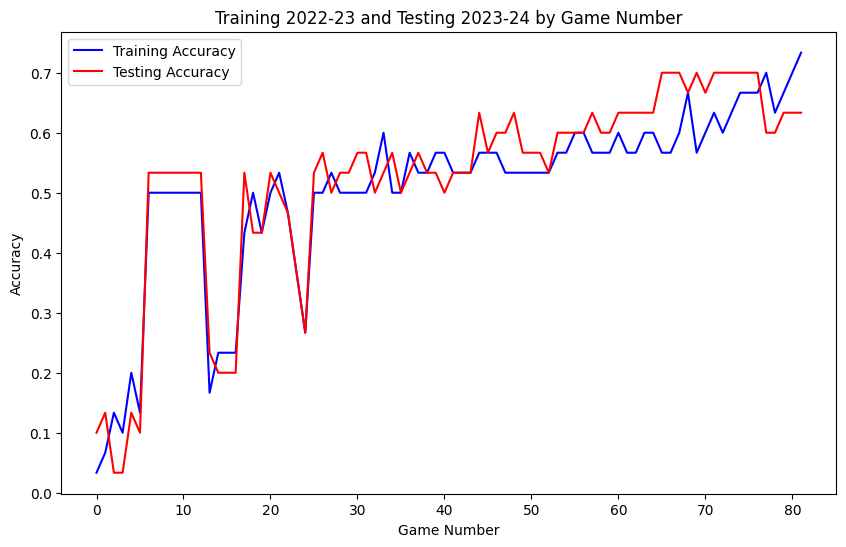 Training 2022-23 and Testing 2023-24 by Game Number
Training Accuracy
Testing Accuracy
Accuracy
0.7
0.6
0.5
0.4
0.3
0.2
0.1
0.0
0 10 20 30 40 50 60 70 80
Game Number